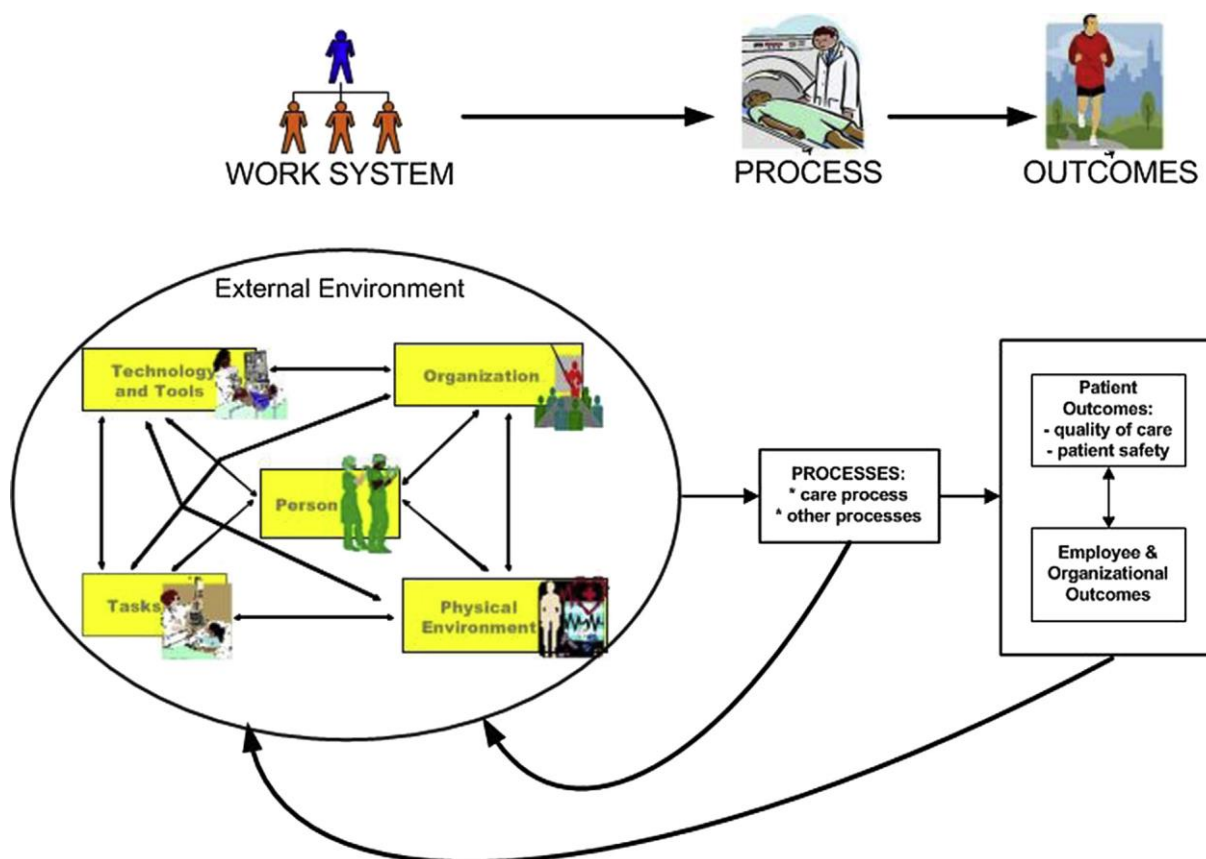 WORK SYSTEM
PROCESS
OUTCOMES
External Environment
Technology
and Tools
Organization
Person
Tasks
Physical
Environment
PROCESSES:
* care process
* other processes
Patient
Outcomes:
- quality of care
- patient safety
Employee &
Organizational
Outcomes